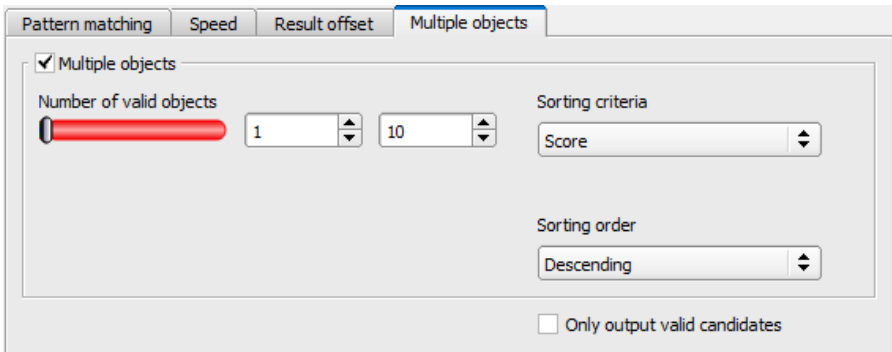 Pattern matching Speed Result offset Multiple objects
Multiple objects
Number of valid objects Sorting criteria
1 10 Score
Sorting order
Descending
Only output valid candidates